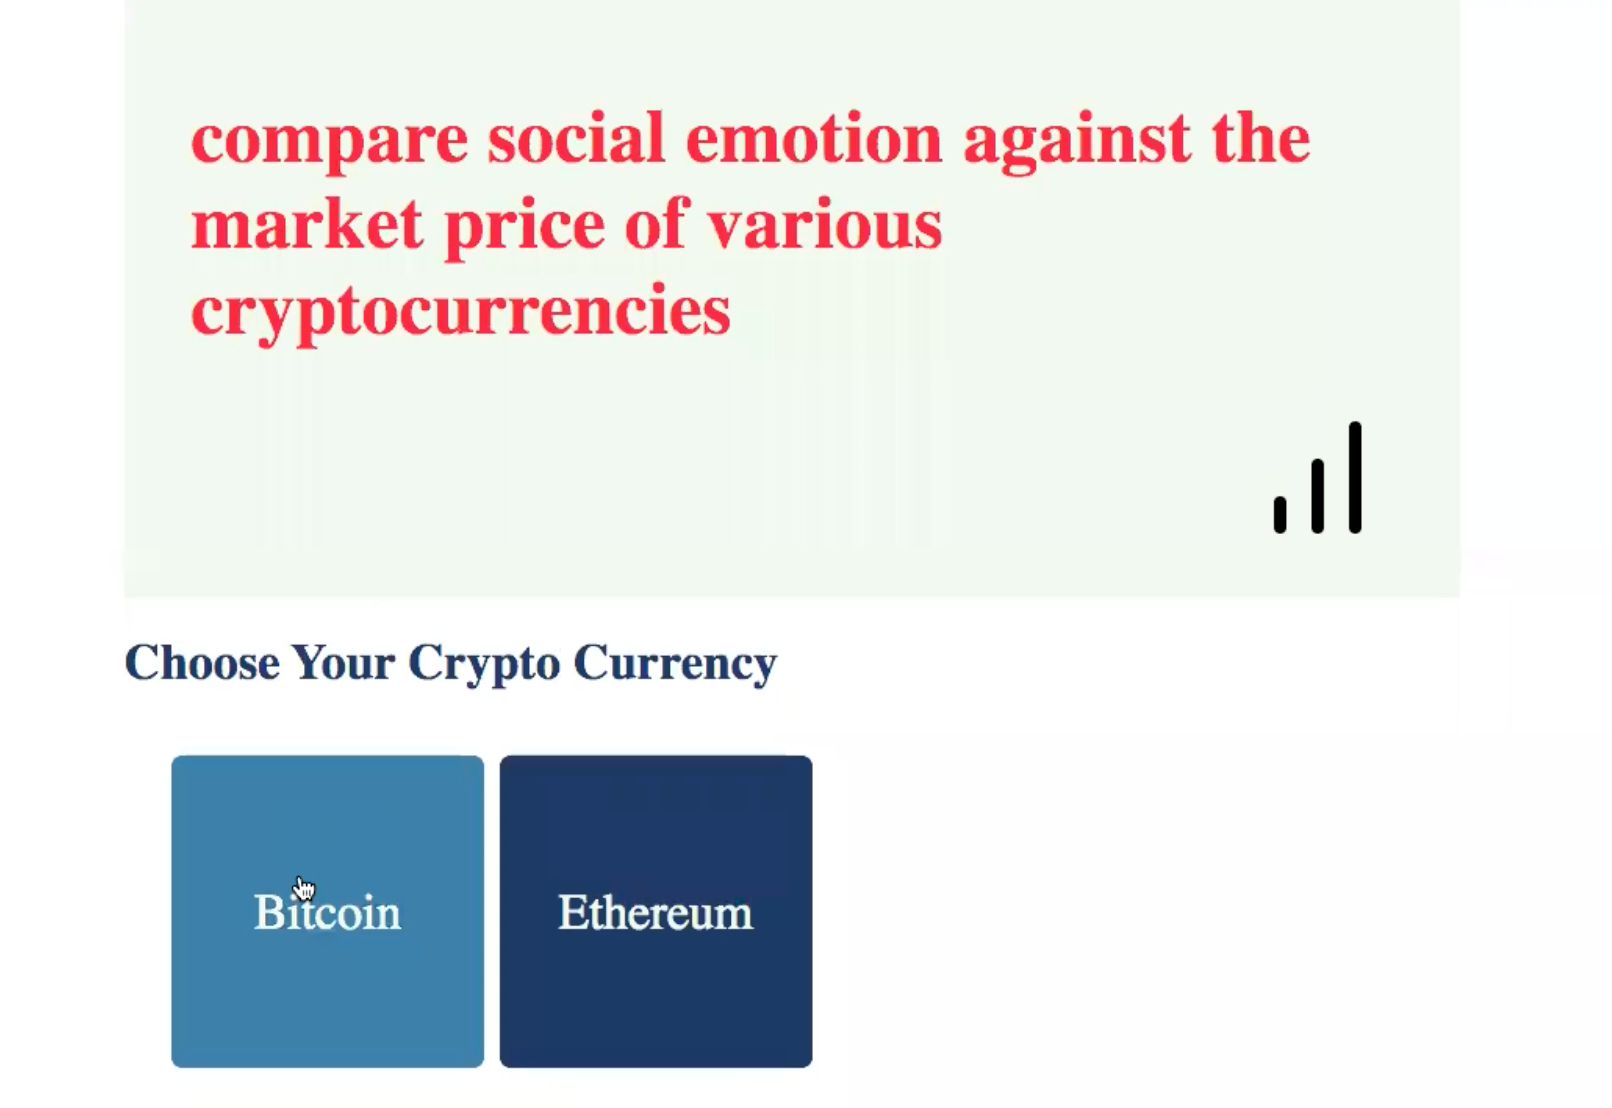 compare social emotion against the
market price of various
cryptocurrencies
Choose Your Crypto Currency
Bitcoin
Ethereum